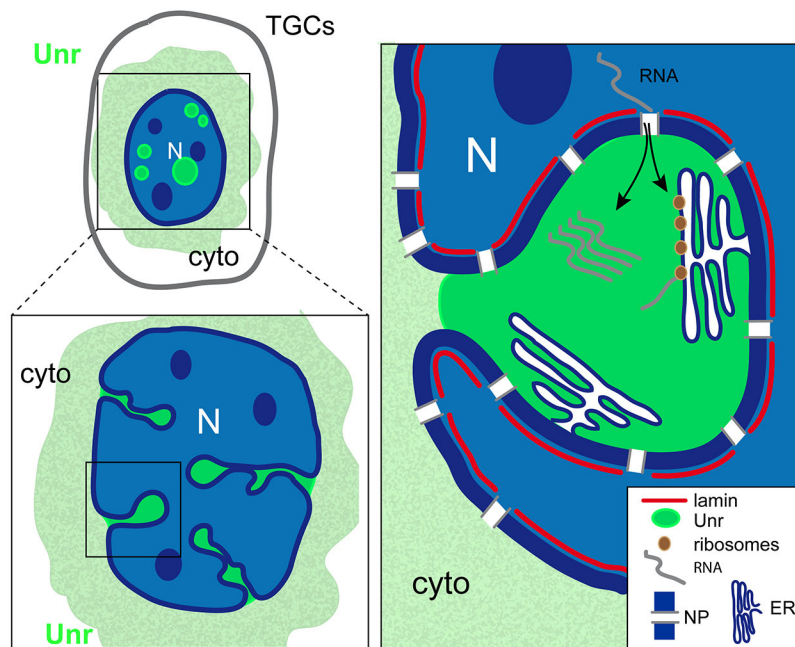 TGCs
Unr
N
cyto
cyto
N
Unr
RNA
N
cyto
lamin
Unr
ribosomes
RNA
NP
ER